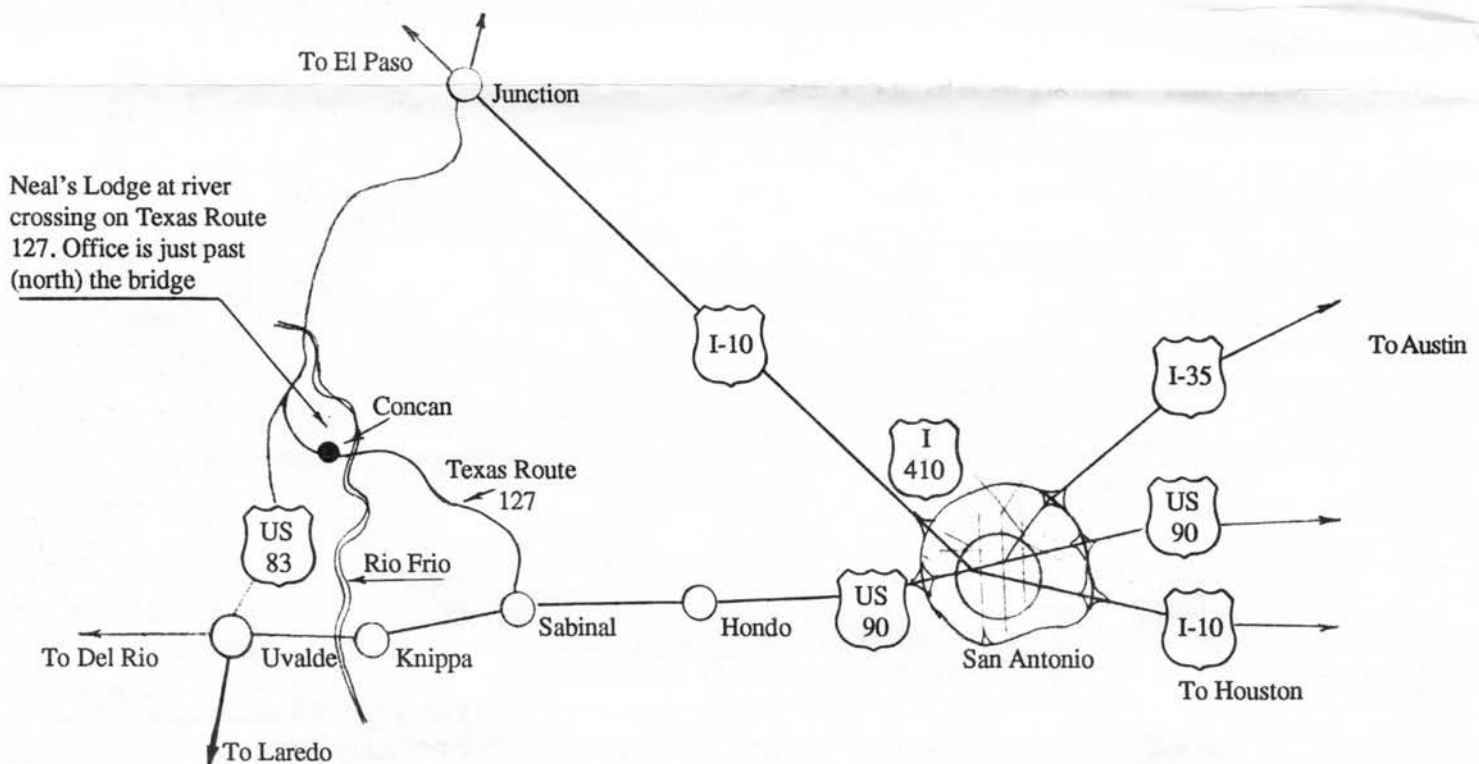 To El Paso
Junction
Neal's Lodge at river
crossing on Texas Route
127. Office is just past
(north) the bridge
I-10
To Austin
I-35
Concan
I
410
Texas Route
127
US
90
US
83
Rio Frio
US
90
Sabinal
Hondo
I-10
To Del Rio
Uvalde
Knippa
San Antonio
To Houston
To Laredo